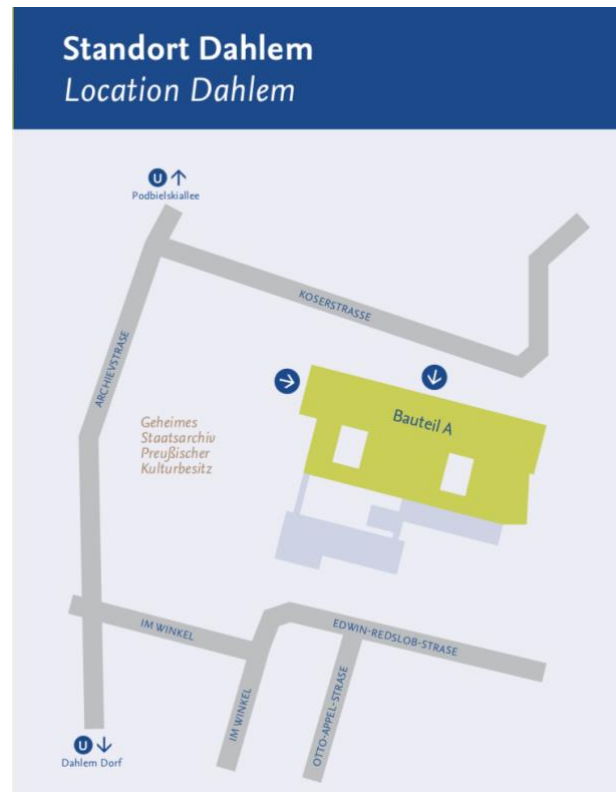 Standort Dahlem
Location Dahlem
U
Podbielskiallee
KOSERSTRASSE
ARCHIEVSTRASE
Bauteil A
Geheimes
Staatsarchiv
Preußischer
Kulturbesitz
IM WINKEL
EDWIN-REDSLOB-STRASE
IM WINKEL
OTTO-APPEL-STRASE
U
Dahlem Dorf